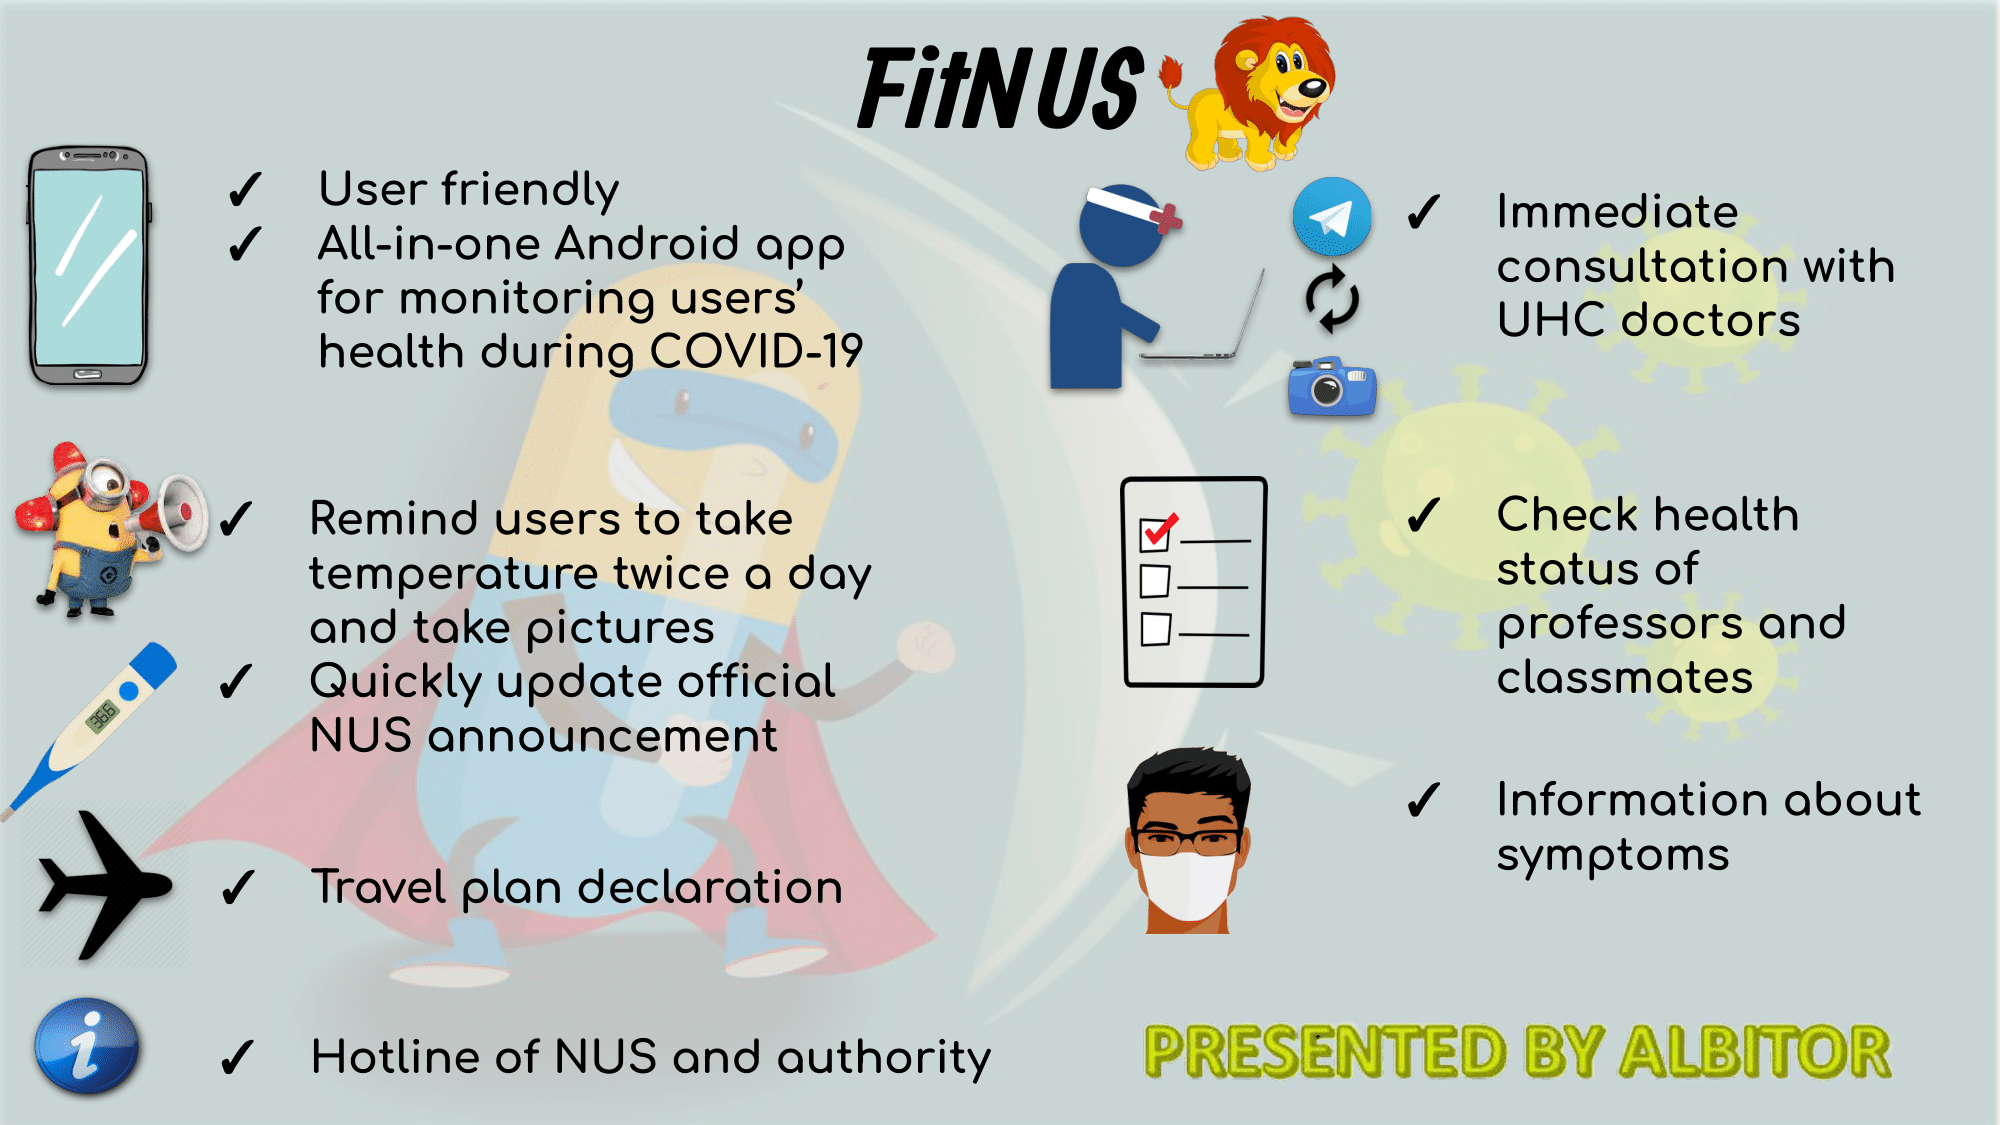 FitNUS
✓ User friendly
✓ All-in-one Android app
for monitoring users’
health during COVID-19
✓ Remind users to take
temperature twice a day
and take pictures
✓ Quickly update official
NUS announcement
36.6
✓ Travel plan declaration
i
✓ Hotline of NUS and authority
✓ Immediate
consultation with
UHC doctors
✓ Check health
status of
professors and
classmates
✓ Information about
symptoms
PRESENTED BY ALBITOR